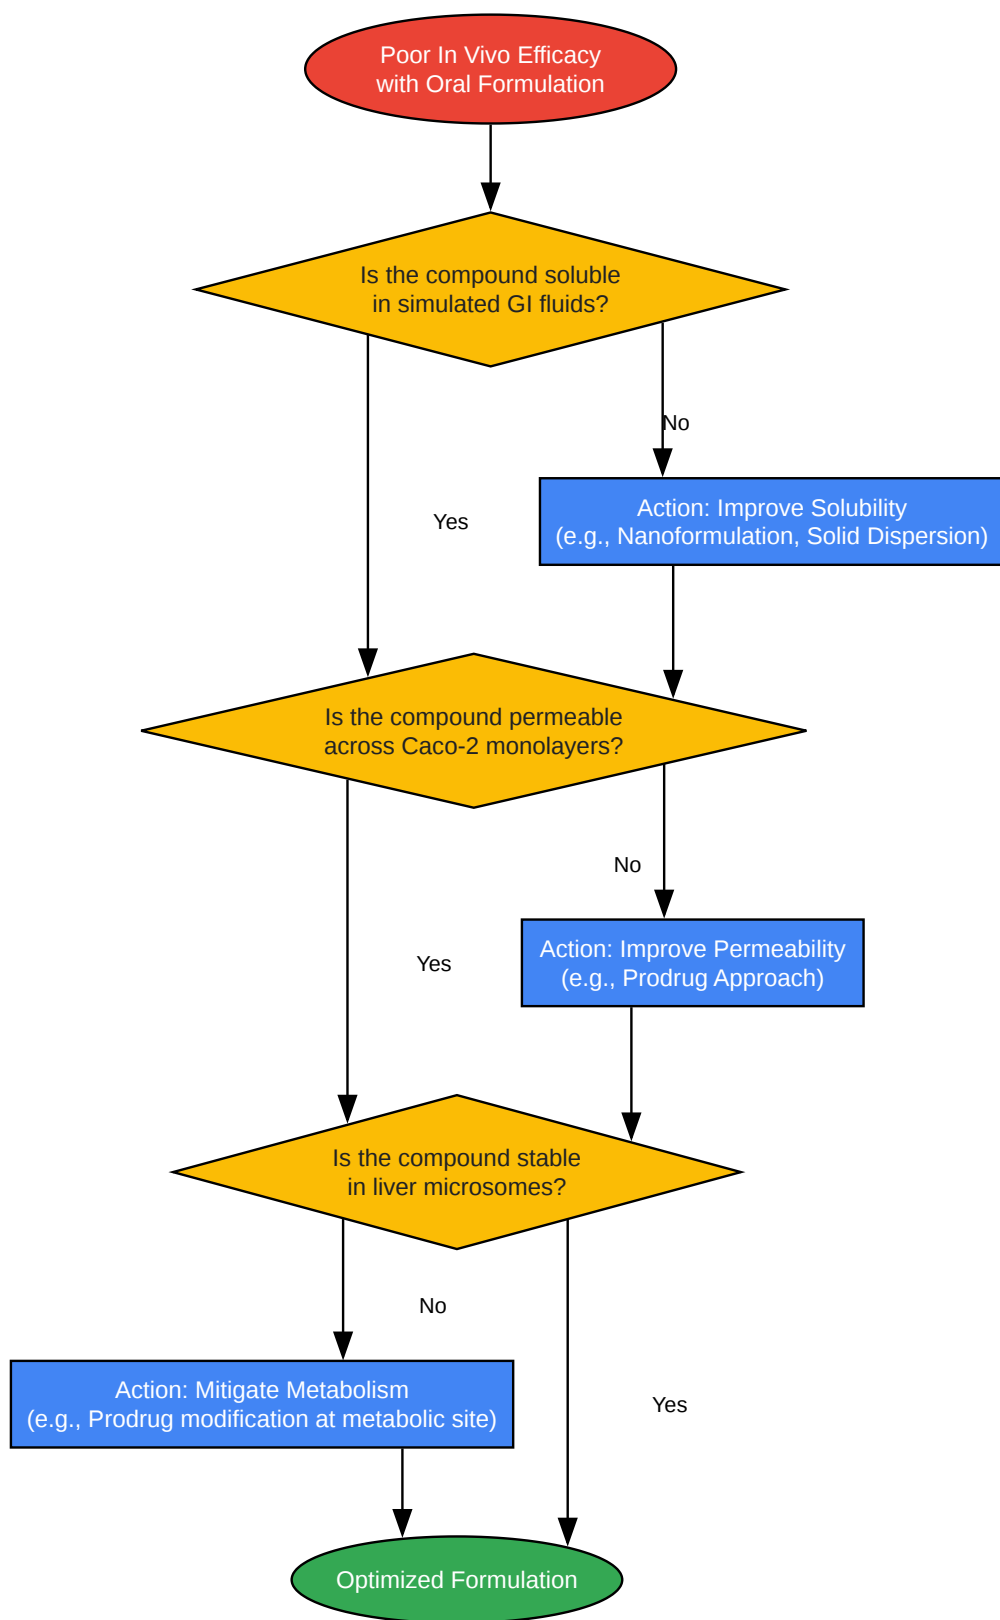 Poor In Vivo Efficacy
with Oral Formulation
Is the compound soluble
in simulated GI fluids?
No
Action: Improve Solubility
(e.g., Nanoformulation, Solid Dispersion)
Yes
Is the compound permeable
across Caco-2 monolayers?
No
Action: Improve Permeability
(e.g., Prodrug Approach)
Yes
Is the compound stable
in liver microsomes?
No
Action: Mitigate Metabolism
(e.g., Prodrug modification at metabolic site)
Yes
Optimized Formulation